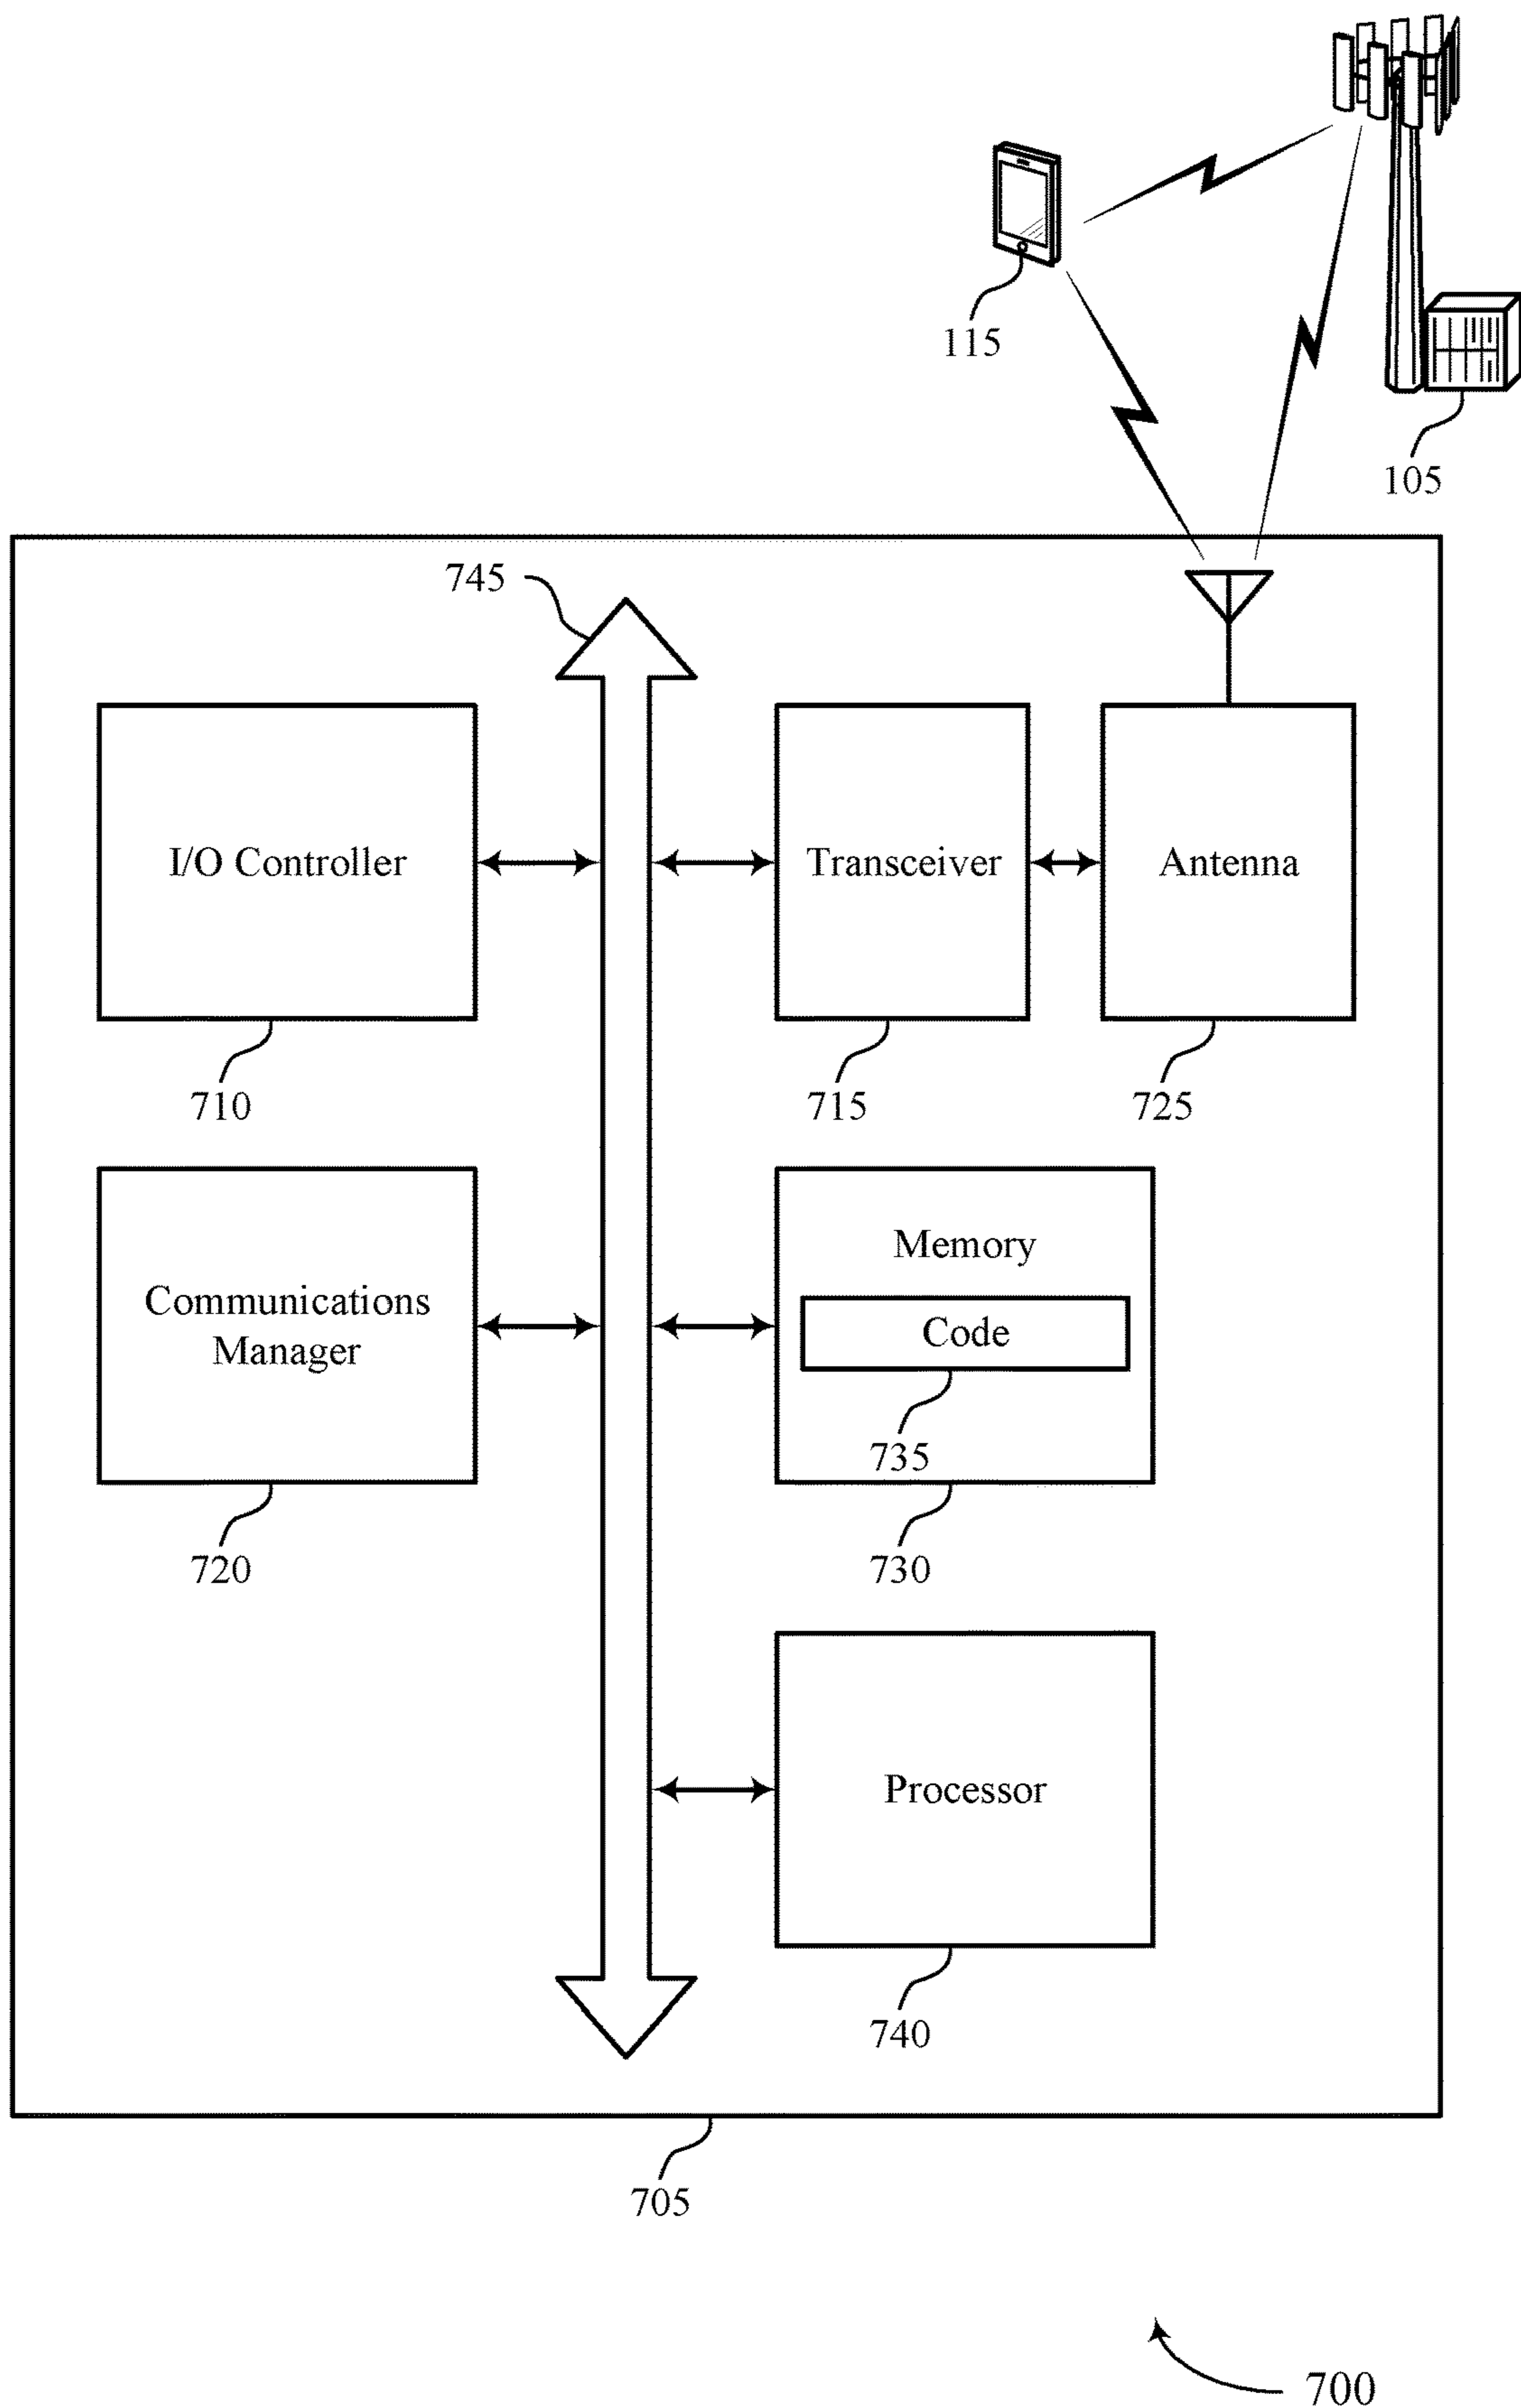 115
105
745
I/O Controller
Transceiver
Antenna
710
715
725
Communications
Manager
Memory
Code
735
720
730
Processor
740
705
700